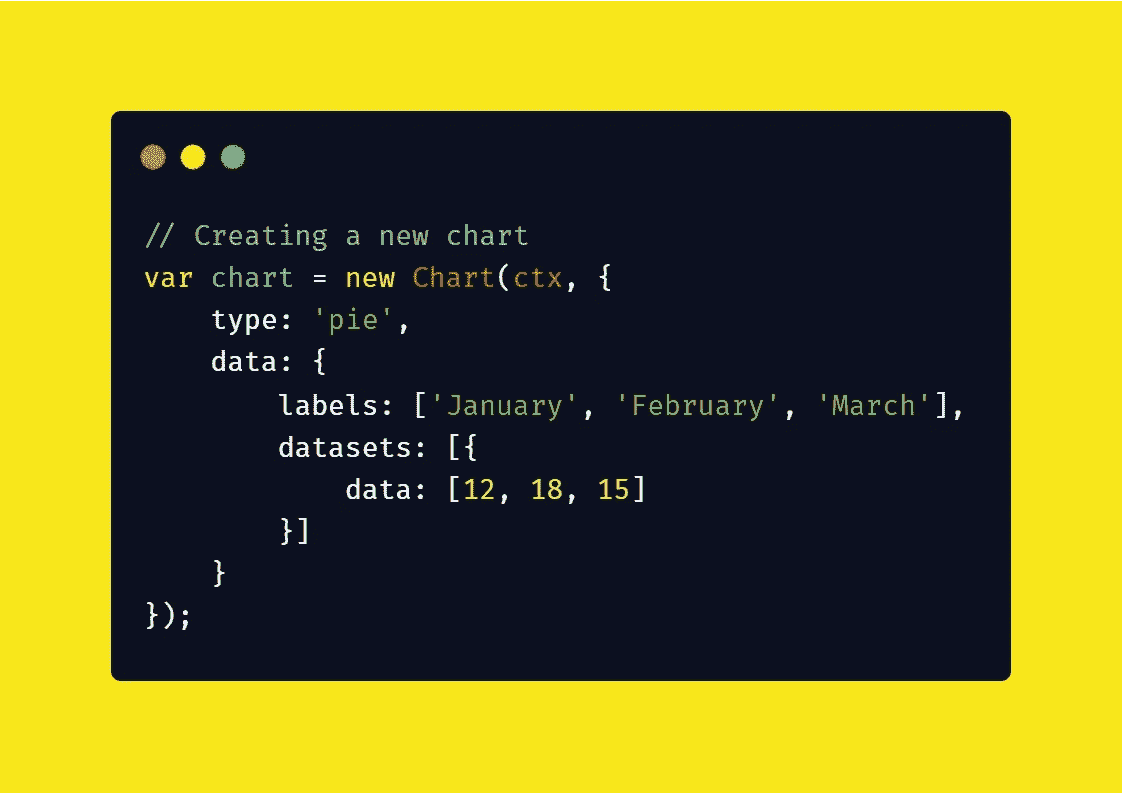 // Creating a new chart
var chart = new Chart(ctx, {
    type: 'pie',
    data: {
        labels: ['January', 'February', 'March'],
        datasets: [{
            data: [12, 18, 15]
        }]
    }
});